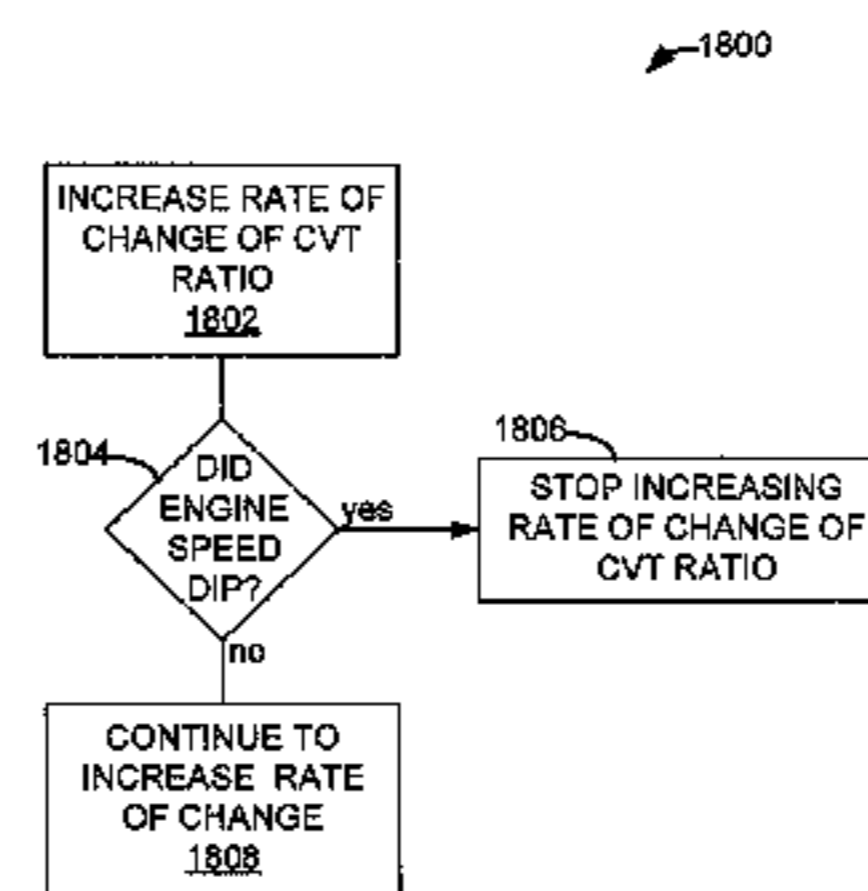 1800
INCREASE RATE OF
CHANGE OF CVT
RATIO
1802
1804
DID
ENGINE
SPEED
DIP?
yes
1806
STOP INCREASING
RATE OF CHANGE OF
CVT RATIO
no
CONTINUE TO
INCREASE RATE
OF CHANGE
1808